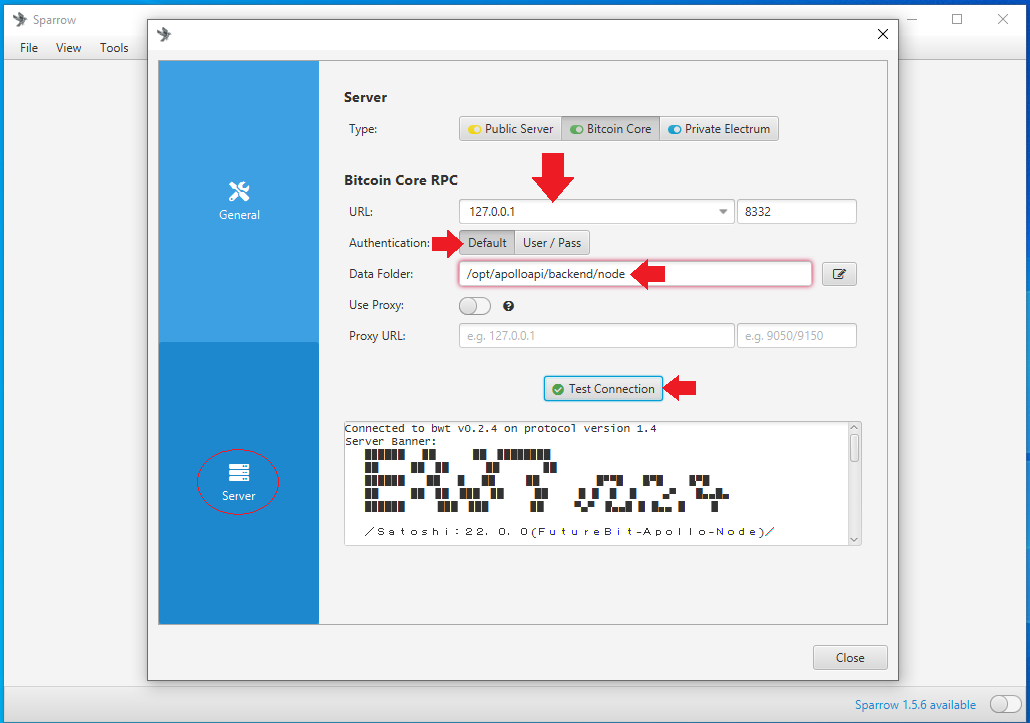 Sparrow
File View Tools
Server
Type: Public Server Bitcoin Core Private Electrum
Bitcoin Core RPC
URL: 127.0.0.1 8332
Authentication: Default User / Pass
Data Folder: /opt/apolloapi/backend/node
Use Proxy:
Proxy URL: e.g. 127.0.0.1 e.g. 9050/9150
General
Test Connection
Connected to bwt v0.2.4 on protocol version 1.4
Server Banner:
/Satoshi:22.0.0(FutureBit-Apollo-Node)/
Server
Close
Sparrow 1.5.6 available